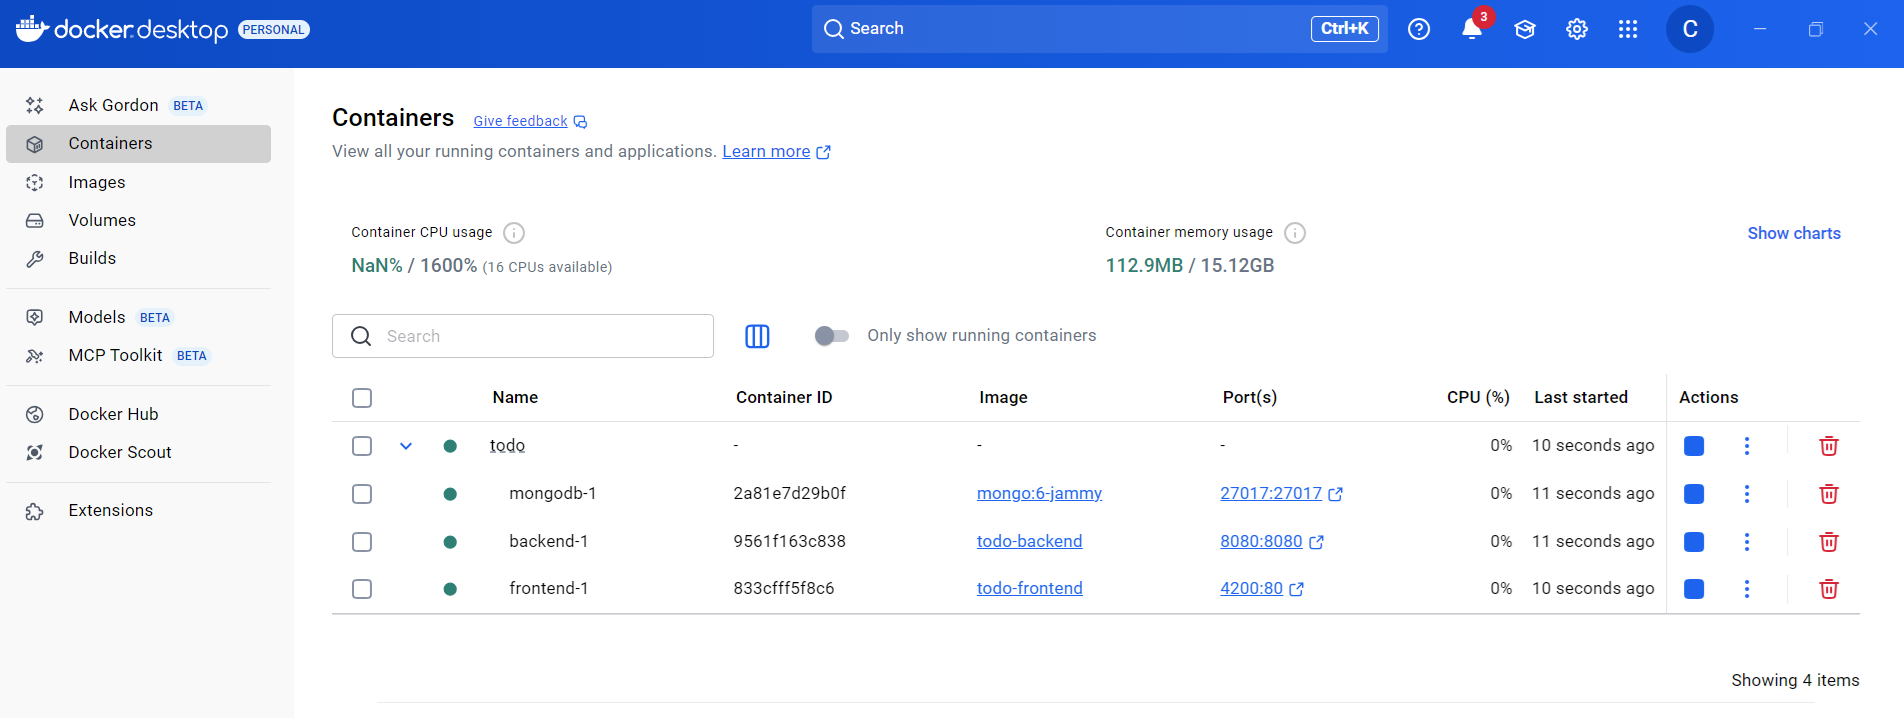 docker desktop PERSONAL Search Ctrl+K 3 C
Ask Gordon BETA
Containers
Images
Volumes
Builds
Models BETA
MCP Toolkit BETA
Docker Hub
Docker Scout
Extensions
Containers Give feedback
View all your running containers and applications. Learn more
Container CPU usage
NaN% / 1600% (16 CPUs available)
Container memory usage
112.9MB / 15.12GB
Show charts
Search Only show running containers
Name Container ID Image Port(s) CPU (%) Last started Actions
todo - - - 0% 10 seconds ago
mongodb-1 2a81e7d29b0f mongo:6-jammy 27017:27017 0% 11 seconds ago
backend-1 9561f163c838 todo-backend 8080:8080 0% 11 seconds ago
frontend-1 833cfff5f8c6 todo-frontend 4200:80 0% 10 seconds ago
Showing 4 items